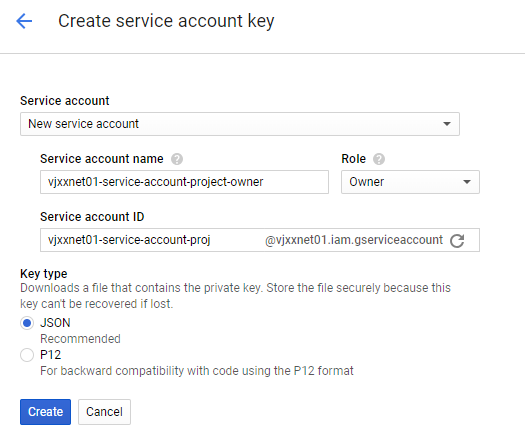 Create service account key
Service account
New service account
Service account name
Role
vjxxnet01-service-account-project-owner
Owner
Service account ID
vjxxnet01-service-account-proj
@vjxxnet01.iam.gserviceaccount
Key type
Downloads a file that contains the private key. Store the file securely because this
key can't be recovered if lost.
JSON
Recommended
P12
For backward compatibility with code using the P12 format
Create
Cancel